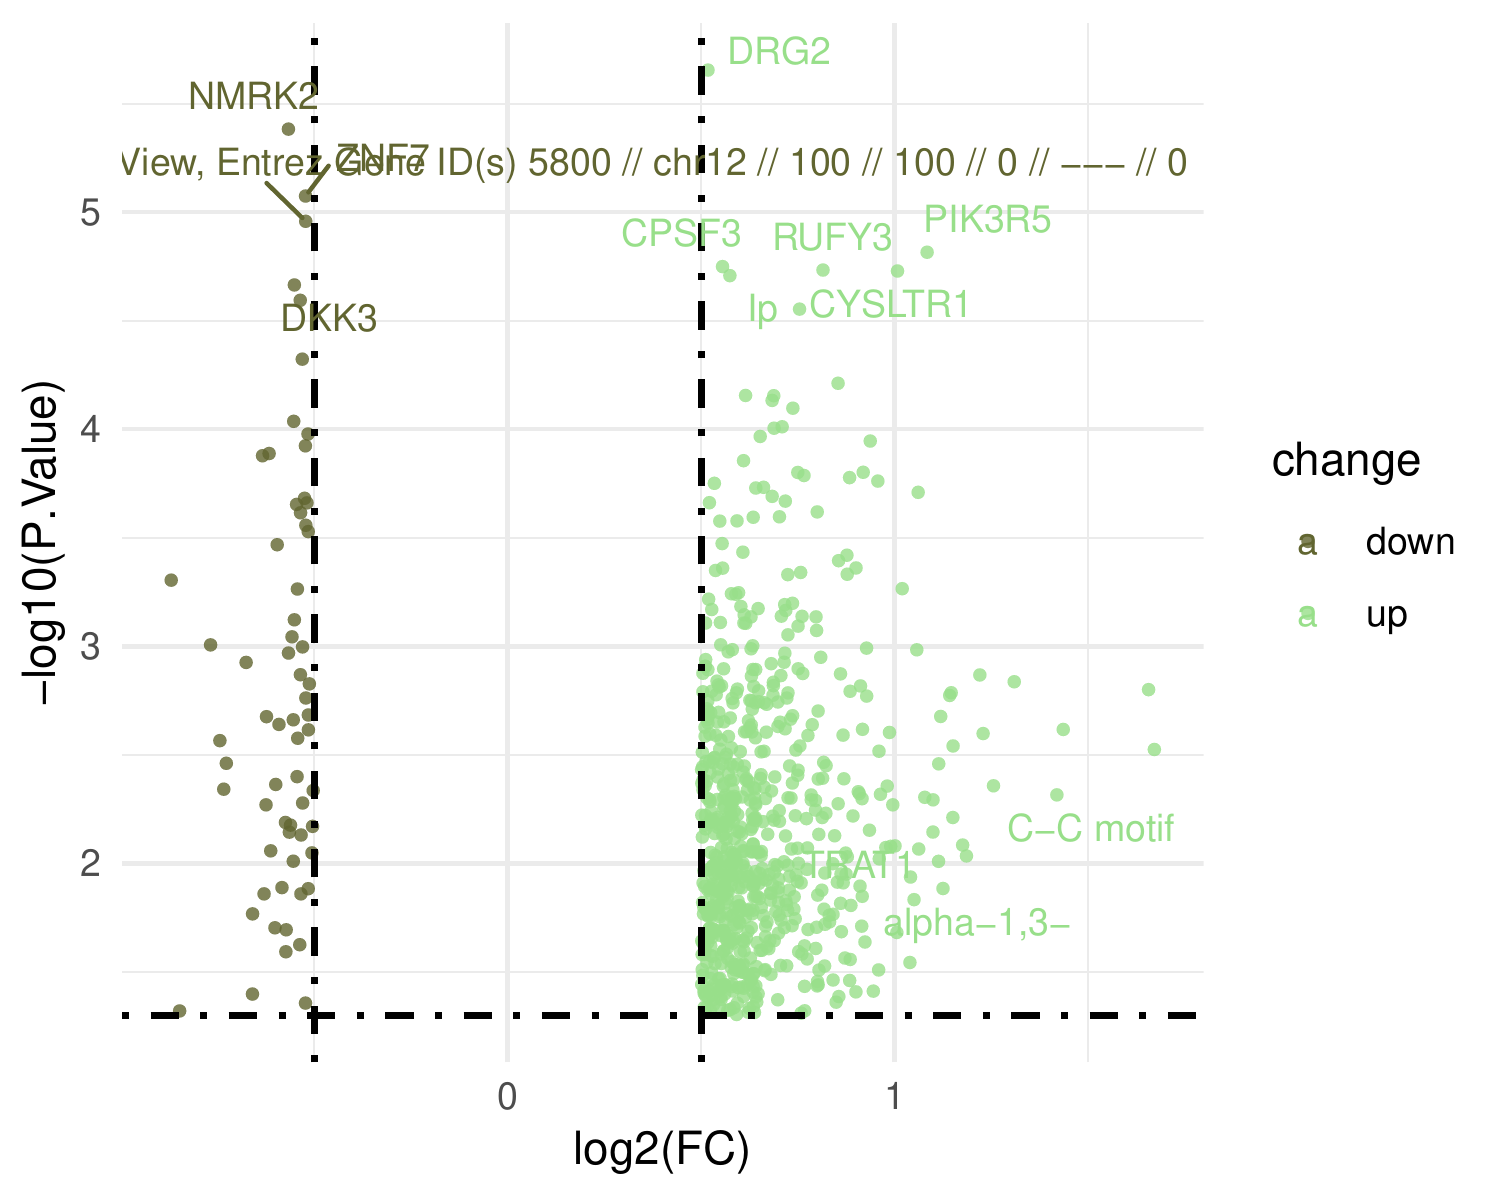 DRG2
NMRK2
ZNF7
View, Entrez Gene ID(s) 5800 // chr12 // 100 // 100 // 0 // −−− // 0
PIK3R5
CPSF3
RUFY3
lp
CYSLTR1
DKK3
C−C motif
TRAT1
alpha−1,3−
5
4
3
2
−log10(P.Value)
0
1
log2(FC)
change
a down
a up